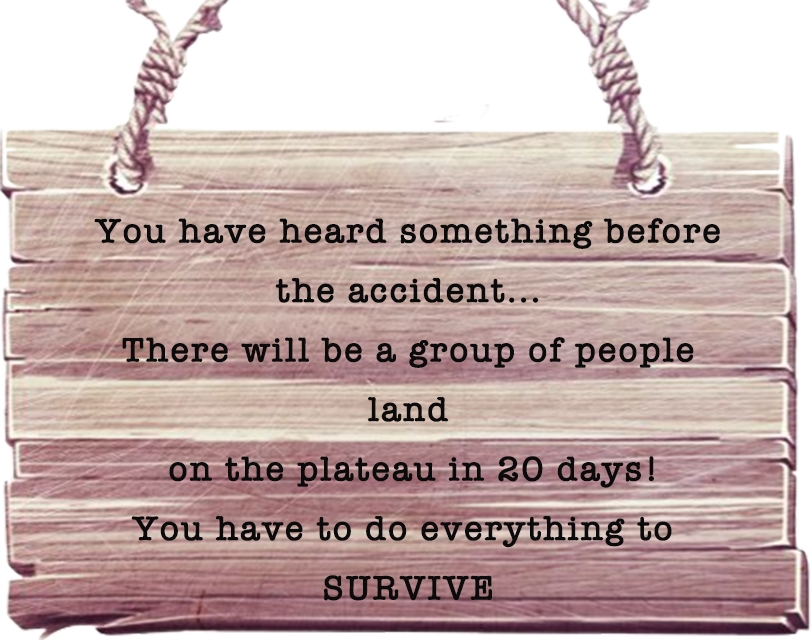 You have heard something before
the accident...
There will be a group of people
land
on the plateau in 20 days!
You have to do everything to
SURVIVE